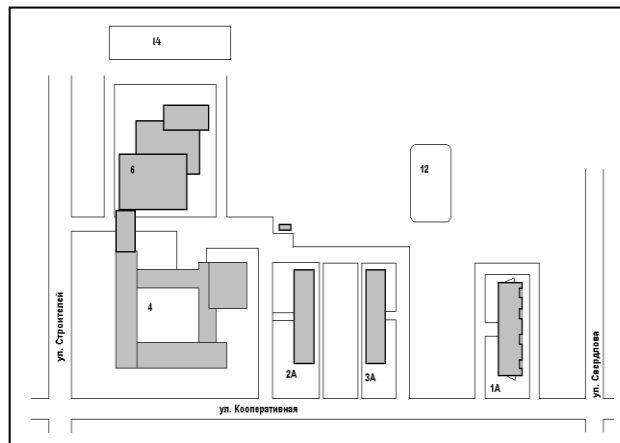 14
6
12
4
2А
3А
1А
ул. Строителей
ул. Свердлова
ул. Кооперативная